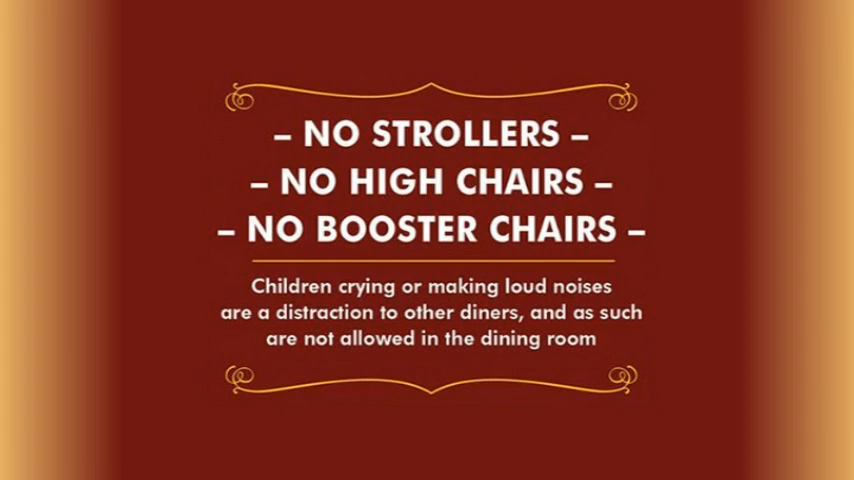 – NO STROLLERS –
– NO HIGH CHAIRS –
– NO BOOSTER CHAIRS –
Children crying or making loud noises
are a distraction to other diners, and as such
are not allowed in the dining room